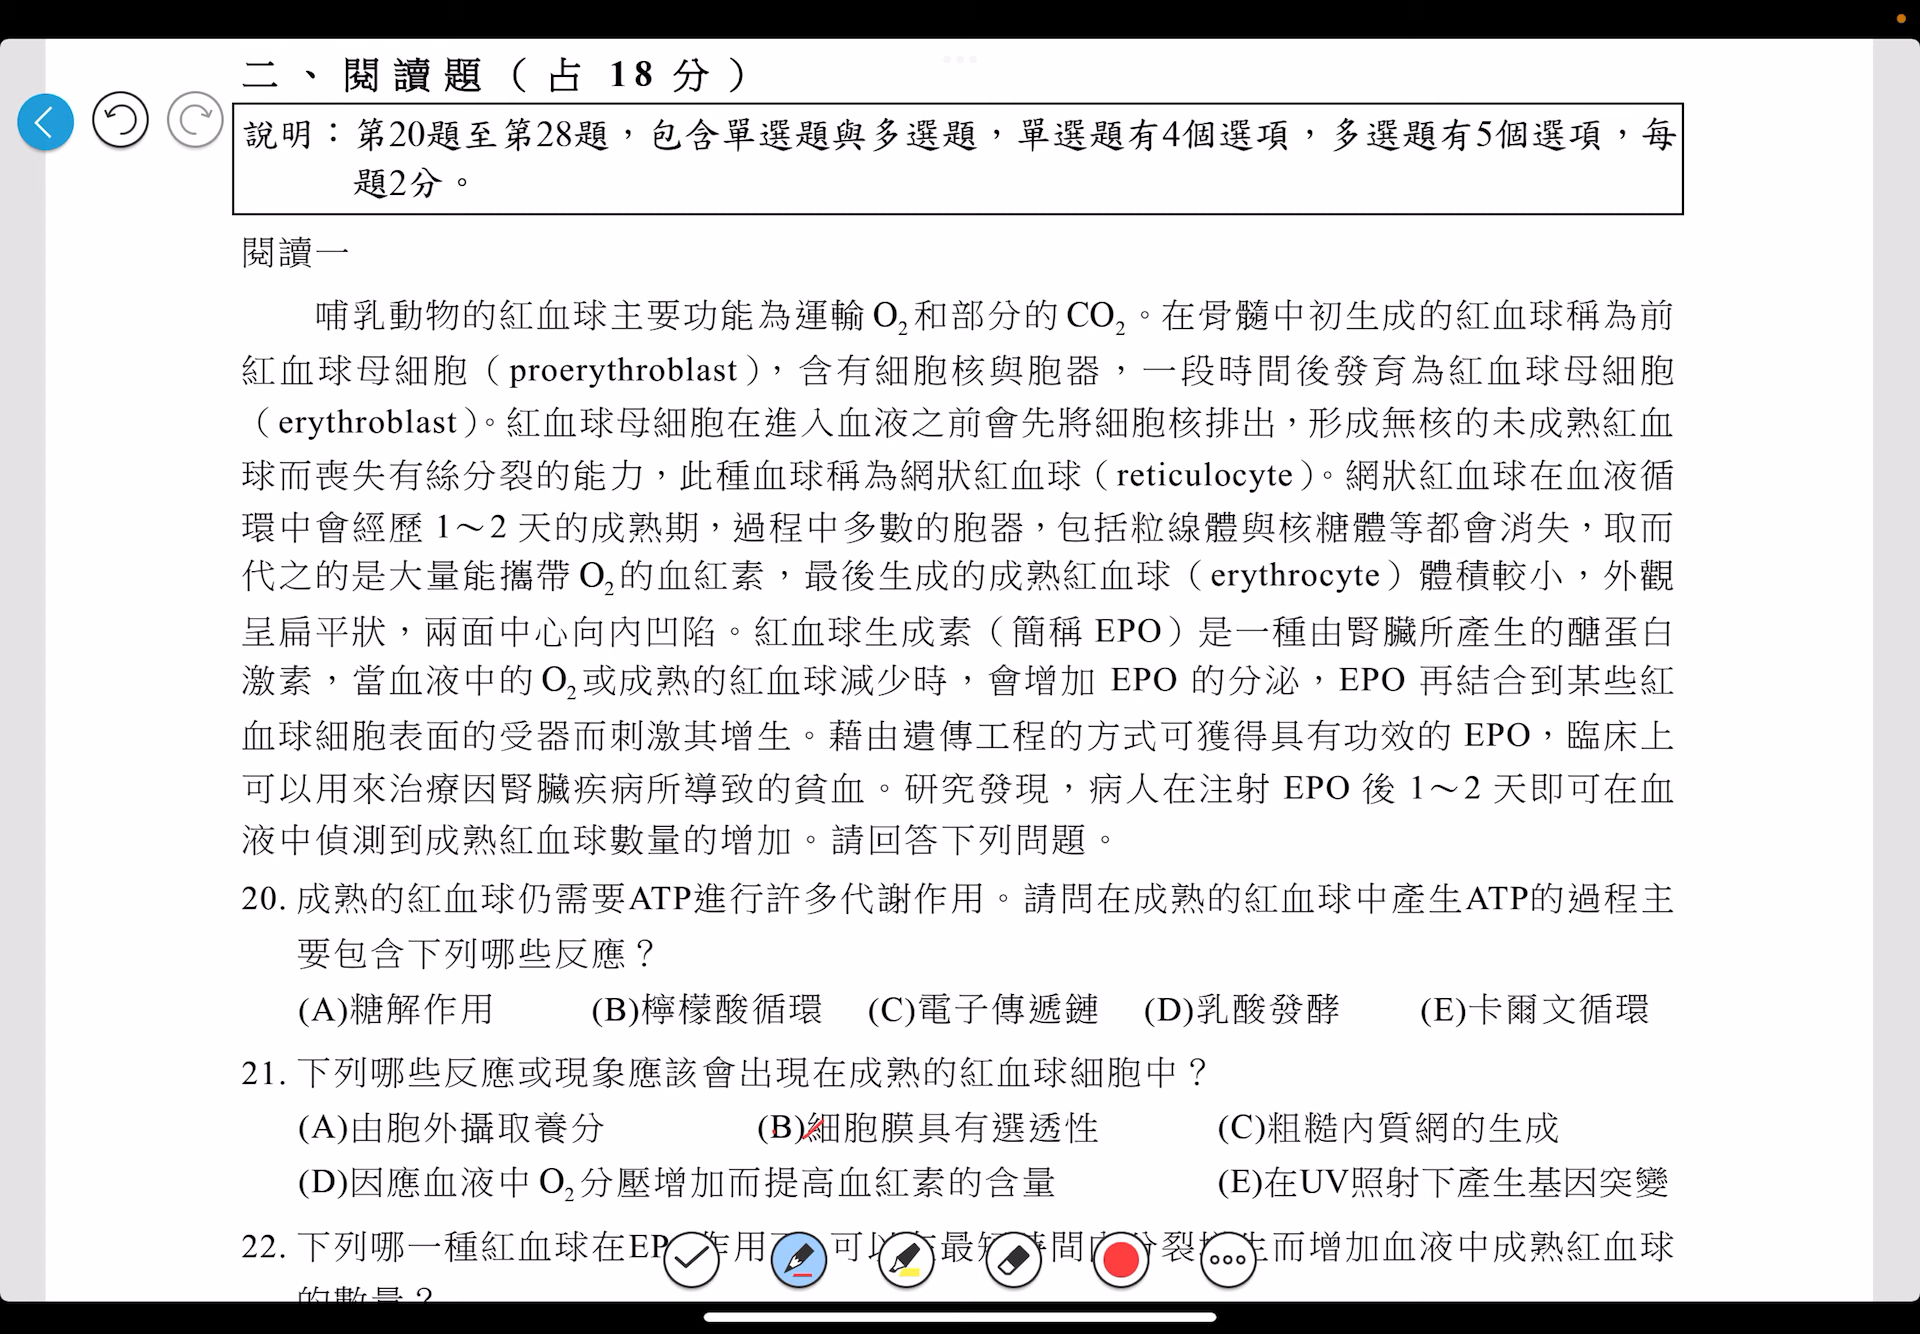 二、閱讀題（占 18 分）
說明：第20題至第28題，包含單選題與多選題，單選題有4個選項，多選題有5個選項，每
題2分。
閱讀一
哺乳動物的紅血球主要功能為運輸 O₂ 和部分的 CO₂。在骨髓中初生成的紅血球稱為前
紅血球母細胞（proerythroblast），含有細胞核與胞器，一段時間後發育為紅血球母細胞
（erythroblast）。紅血球母細胞在進入血液之前會先將細胞核排出，形成無核的未成熟紅血
球而喪失有絲分裂的能力，此種血球稱為網狀紅血球（reticulocyte）。網狀紅血球在血液循
環中會經歷 1～2 天的成熟期，過程中多數的胞器，包括粒線體與核糖體等都會消失，取而
代之的是大量能攜帶 O₂ 的血紅素，最後生成的成熟紅血球（erythrocyte）體積較小，外觀
呈扁平狀，兩面中心向內凹陷。紅血球生成素（簡稱 EPO）是一種由腎臟所產生的醣蛋白
激素，當血液中的 O₂ 或成熟的紅血球減少時，會增加 EPO 的分泌，EPO 再結合到某些紅
血球細胞表面的受器而刺激其增生。藉由遺傳工程的方式可獲得具有功效的 EPO，臨床上
可以用來治療因腎臟疾病所導致的貧血。研究發現，病人在注射 EPO 後 1～2 天即可在血
液中偵測到成熟紅血球數量的增加。請回答下列問題。
20. 成熟的紅血球仍需要ATP進行許多代謝作用。請問在成熟的紅血球中產生ATP的過程主
要包含下列哪些反應？
(A)糖解作用 (B)檸檬酸循環 (C)電子傳遞鏈 (D)乳酸發酵 (E)卡爾文循環
21. 下列哪些反應或現象應該會出現在成熟的紅血球細胞中？
(A)由胞外攝取養分 (B)細胞膜具有選透性 (C)粗糙內質網的生成
(D)因應血液中 O₂ 分壓增加而提高血紅素的含量 (E)在UV照射下產生基因突變
22. 下列哪一種紅血球在EP 作用 可 最 時間 分裂 而增加血液中成熟紅血球
的數量？